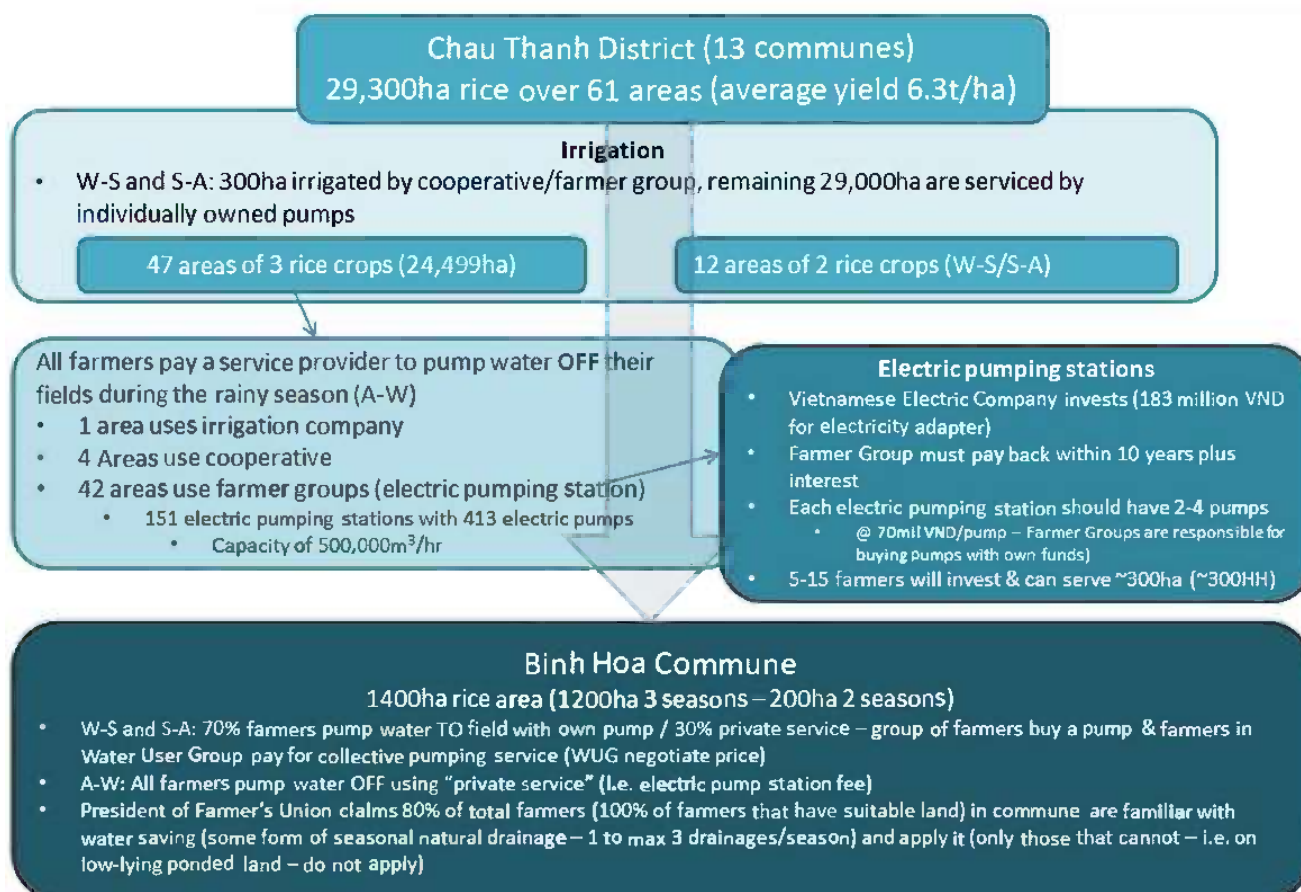 Chau Thanh District (13 communes)
29,300ha rice over 61 areas (average yield 6.3t/ha)
Irrigation
• W-S and S-A: 300ha irrigated by cooperative/farmer group, remaining 29,000ha are serviced by
individually owned pumps
47 areas of 3 rice crops (24,499ha)
12 areas of 2 rice crops (W-S/S-A)
All farmers pay a service provider to pump water OFF their
fields during the rainy season (A-W)
• 1 area uses irrigation company
• 4 Areas use cooperative
• 42 areas use farmer groups (electric pumping station)
• 151 electric pumping stations with 413 electric pumps
• Capacity of 500,000m³/hr
Electric pumping stations
• Vietnamese Electric Company invests (183 million VND
for electricity adapter)
• Farmer Group must pay back within 10 years plus
interest
• Each electric pumping station should have 2-4 pumps
• @ 70mil VND/pump – Farmer Groups are responsible for
buying pumps with own funds)
• 5-15 farmers will invest & can serve ~300ha (~300HH)
Binh Hoa Commune
1400ha rice area (1200ha 3 seasons – 200ha 2 seasons)
• W-S and S-A: 70% farmers pump water TO field with own pump / 30% private service – group of farmers buy a pump & farmers in
Water User Group pay for collective pumping service (WUG negotiate price)
• A-W: All farmers pump water OFF using "private service" (i.e. electric pump station fee)
• President of Farmer's Union claims 80% of total farmers (100% of farmers that have suitable land) in commune are familiar with
water saving (some form of seasonal natural drainage – 1 to max 3 drainages/season) and apply it (only those that cannot – i.e. on
low-lying ponded land – do not apply)